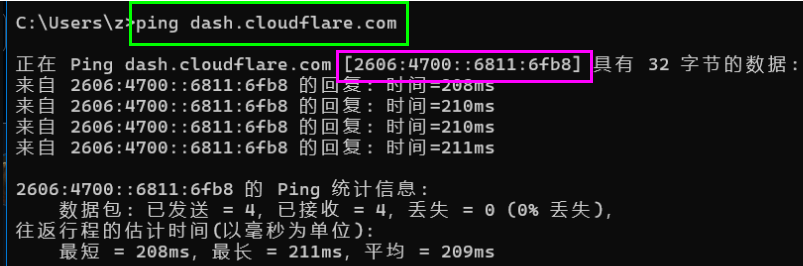 C:\Users\z>ping dash.cloudflare.com
正在 Ping dash.cloudflare.com [2606:4700::6811:6fb8] 具有 32 字节的数据:
来自 2606:4700::6811:6fb8 的回复: 时间=208ms
来自 2606:4700::6811:6fb8 的回复: 时间=210ms
来自 2606:4700::6811:6fb8 的回复: 时间=210ms
来自 2606:4700::6811:6fb8 的回复: 时间=211ms
2606:4700::6811:6fb8 的 Ping 统计信息:
数据包: 已发送 = 4, 已接收 = 4, 丢失 = 0 (0% 丢失),
往返行程的估计时间(以毫秒为单位):
最短 = 208ms, 最长 = 211ms, 平均 = 209ms